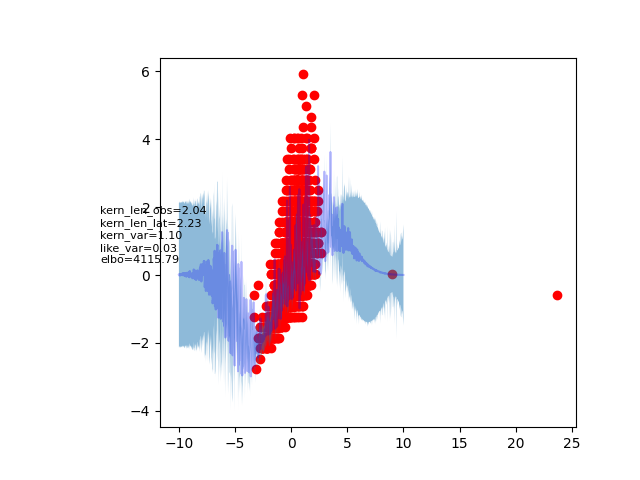 6
4
2
0
−2
−4
kern_len_obs=2.04
kern_len_lat=2.23
kern_var=1.10
like_var=0.03
elbo=4115.79
−10 −5 0 5 10 15 20 25